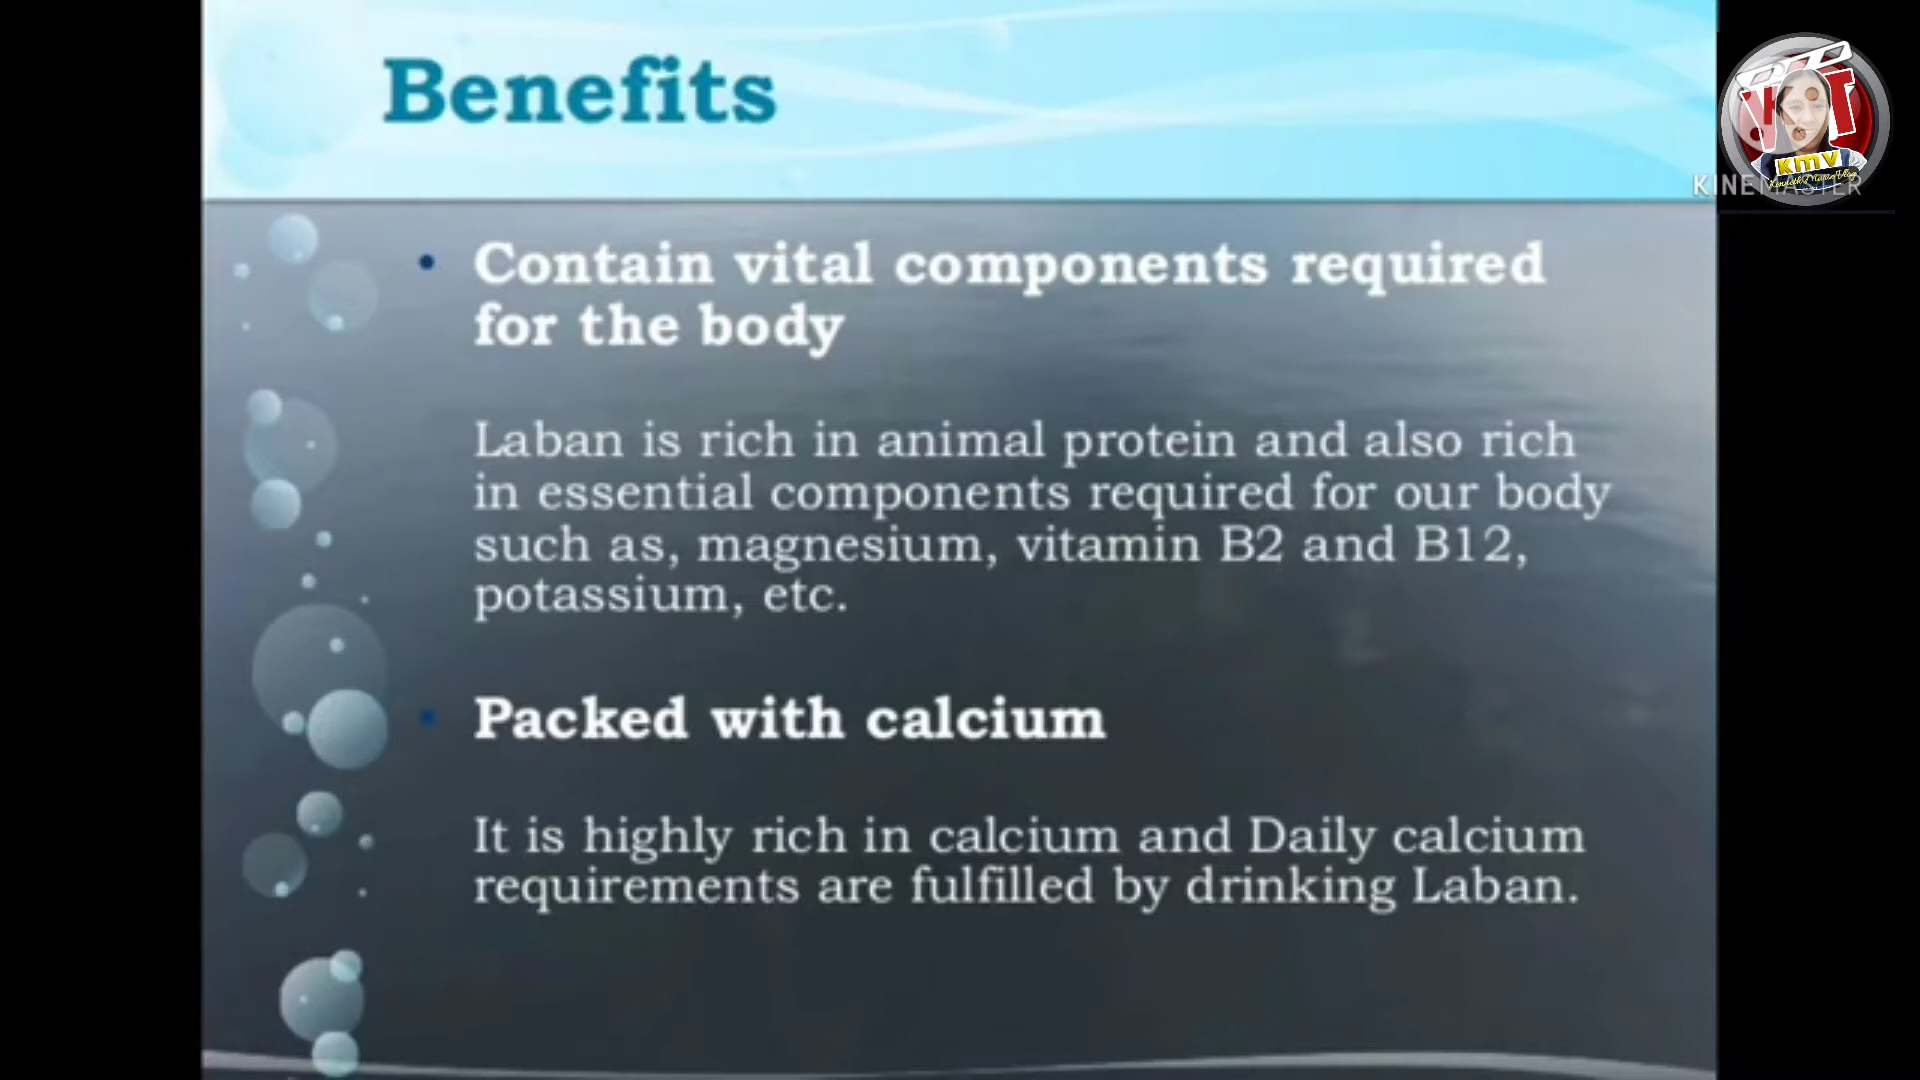 Benefits
KINEMASTER
kmv
• Contain vital components required
for the body
Laban is rich in animal protein and also rich
in essential components required for our body
such as, magnesium, vitamin B2 and B12,
potassium, etc.
• Packed with calcium
It is highly rich in calcium and Daily calcium
requirements are fulfilled by drinking Laban.